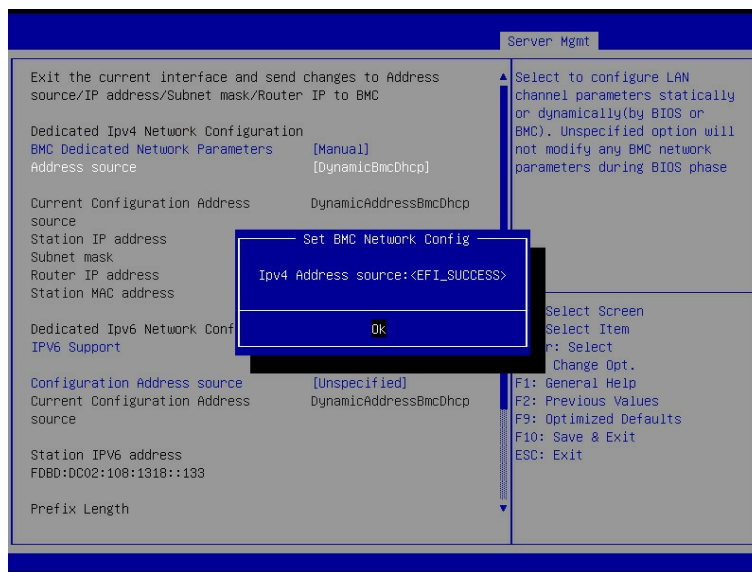 Server Mgmt
Exit the current interface and send changes to Address
source/IP address/Subnet mask/Router IP to BMC
Dedicated Ipv4 Network Configuration
BMC Dedicated Network Parameters [Manual]
Address source [DynamicBmcDhcp]
Current Configuration Address DynamicAddressBmcDhcp
source
Station IP address
Subnet mask
Router IP address
Station MAC address
Dedicated Ipv6 Network Conf
IPV6 Support
Configuration Address source [Unspecified]
Current Configuration Address DynamicAddressBmcDhcp
source
Station IPV6 address
FDBD:DC02:108:1318::133
Prefix Length
Set BMC Network Config
Ipv4 Address source:<EFI_SUCCESS>
Ok
Select to configure LAN
channel parameters statically
or dynamically(by BIOS or
BMC). Unspecified option will
not modify any BMC network
parameters during BIOS phase
Select Screen
Select Item
r: Select
Change Opt.
F1: General Help
F2: Previous Values
F9: Optimized Defaults
F10: Save & Exit
ESC: Exit